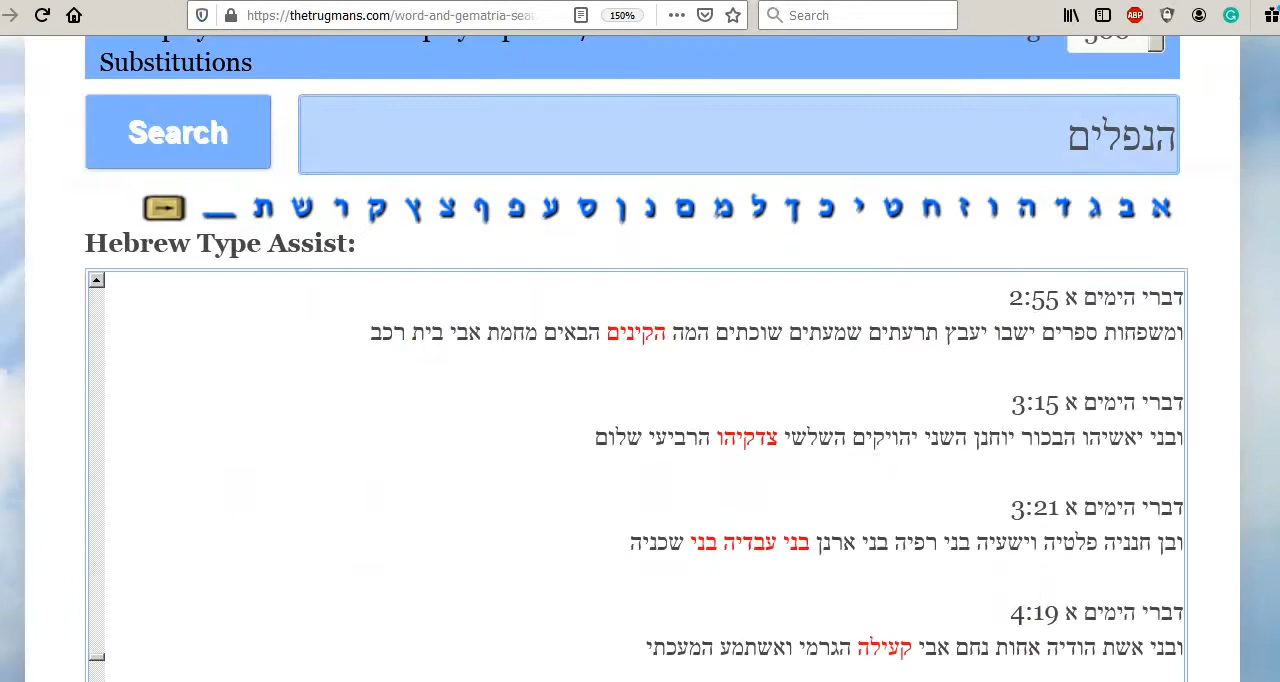 https://thetrugmans.com/word-and-gematria-sea
150%
Search
ABP
Substitutions
Search
הנפלים
א ב ג ד ה ו ז ח ט י כ ך ל מ ם נ ן ס ע פ ף צ ץ ק ר ש ת
Hebrew Type Assist:
דברי הימים א 2:55
ומשפחות ספרים ישבו יעבץ תרעתים שמעתים שוכתים המה הקינים הבאים מחמת אבי בית רכב
דברי הימים א 3:15
ובני יאשיהו הבכור יוחנן השני יהויקים השלשי צדקיהו הרביעי שלום
דברי הימים א 3:21
ובן חנניה פלטיה וישעיה בני רפיה בני ארנן בני עבדיה בני שכניה
דברי הימים א 4:19
ובני אשת הודיה אחות נחם אבי קעילה הגרמי ואשתמע המעכתי